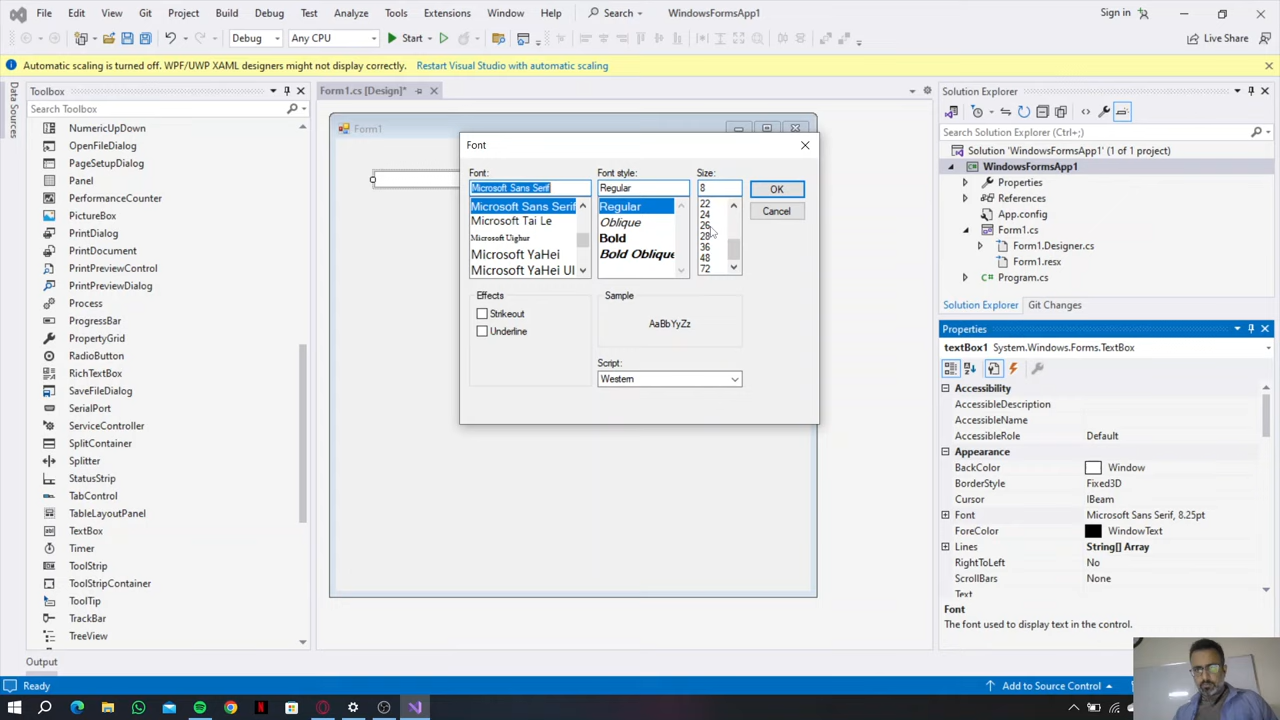 File Edit View Git Project Build Debug Test Analyze Tools Extensions Window Help Search WindowsFormsApp1 Sign in
Debug Any CPU Start Live Share
Automatic scaling is turned off. WPF/UWP XAML designers might not display correctly. Restart Visual Studio with automatic scaling
Data Sources
Toolbox
Search Toolbox
NumericUpDown
OpenFileDialog
PageSetupDialog
Panel
PerformanceCounter
PictureBox
PrintDialog
PrintDocument
PrintPreviewControl
PrintPreviewDialog
Process
ProgressBar
PropertyGrid
RadioButton
RichTextBox
SaveFileDialog
SerialPort
ServiceController
SplitContainer
Splitter
StatusStrip
TabControl
TableLayoutPanel
TextBox
Timer
ToolStrip
ToolStripContainer
ToolTip
TrackBar
TreeView
Form1.cs [Design]*
Form1
Font
Font: Font style: Size:
Microsoft Sans Serif Regular 8
OK
Cancel
Microsoft Sans Serif
Microsoft Tai Le
Microsoft Uighur
Microsoft YaHei
Microsoft YaHei UI
Regular
Oblique
Bold
Bold Oblique
22
24
26
28
36
48
72
Effects
Strikeout
Underline
Sample
AaBbYyZz
Script:
Western
Solution Explorer
Search Solution Explorer (Ctrl+;)
Solution 'WindowsFormsApp1' (1 of 1 project)
WindowsFormsApp1
Properties
References
App.config
Form1.cs
Form1.Designer.cs
Form1.resx
Program.cs
Solution Explorer Git Changes
Properties
textBox1 System.Windows.Forms.TextBox
Accessibility
AccessibleDescription
AccessibleName
AccessibleRole Default
Appearance
BackColor Window
BorderStyle Fixed3D
Cursor IBeam
Font Microsoft Sans Serif, 8.25pt
ForeColor WindowText
Lines String[] Array
RightToLeft No
ScrollBars None
Text
Font
The font used to display text in the control.
Output
Ready Add to Source Control